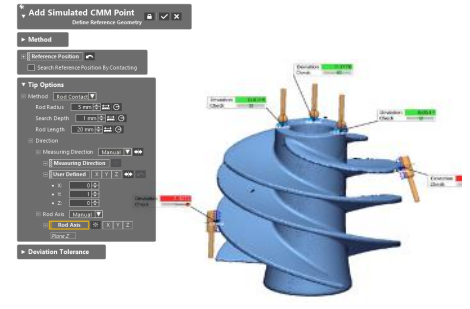 Add Simulated CMM Point
Define Reference Geometry
Method
Reference Position
Search Reference Position By Contacting
Tip Options
Method Rod Contact
Rod Radius 5 mm
Search Depth 1 mm
Rod Length 20 mm
Direction
Measuring Direction Manual
Measuring Direction
User Defined X Y Z
X: 0
Y: 1
Z: 0
Rod Axis Manual
Rod Axis X Y Z
Plane Z
Deviation Tolerance
Deviation
Check
Deviation
Check
Deviation
Check
Deviation
Check
Deviation
Check